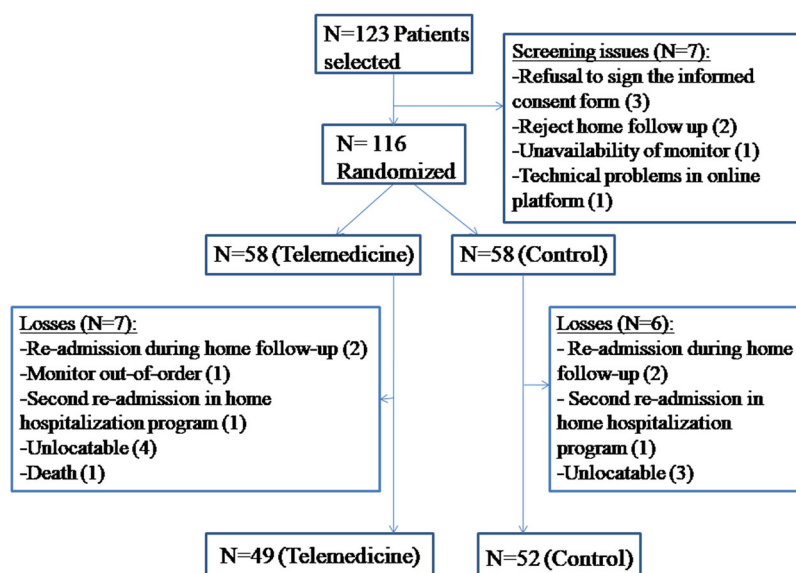 N=123 Patients
selected
Screening issues (N=7):
-Refusal to sign the informed
consent form (3)
-Reject home follow up (2)
-Unavailability of monitor (1)
-Technical problems in online
platform (1)
N= 116
Randomized
N=58 (Telemedicine)
N=58 (Control)
Losses (N=7):
-Re-admission during home follow-up (2)
-Monitor out-of-order (1)
-Second re-admission in home
hospitalization program (1)
-Unlocatable (4)
-Death (1)
Losses (N=6):
- Re-admission during home
follow-up (2)
- Second re-admission in
home hospitalization
program (1)
-Unlocatable (3)
N=49 (Telemedicine)
N=52 (Control)